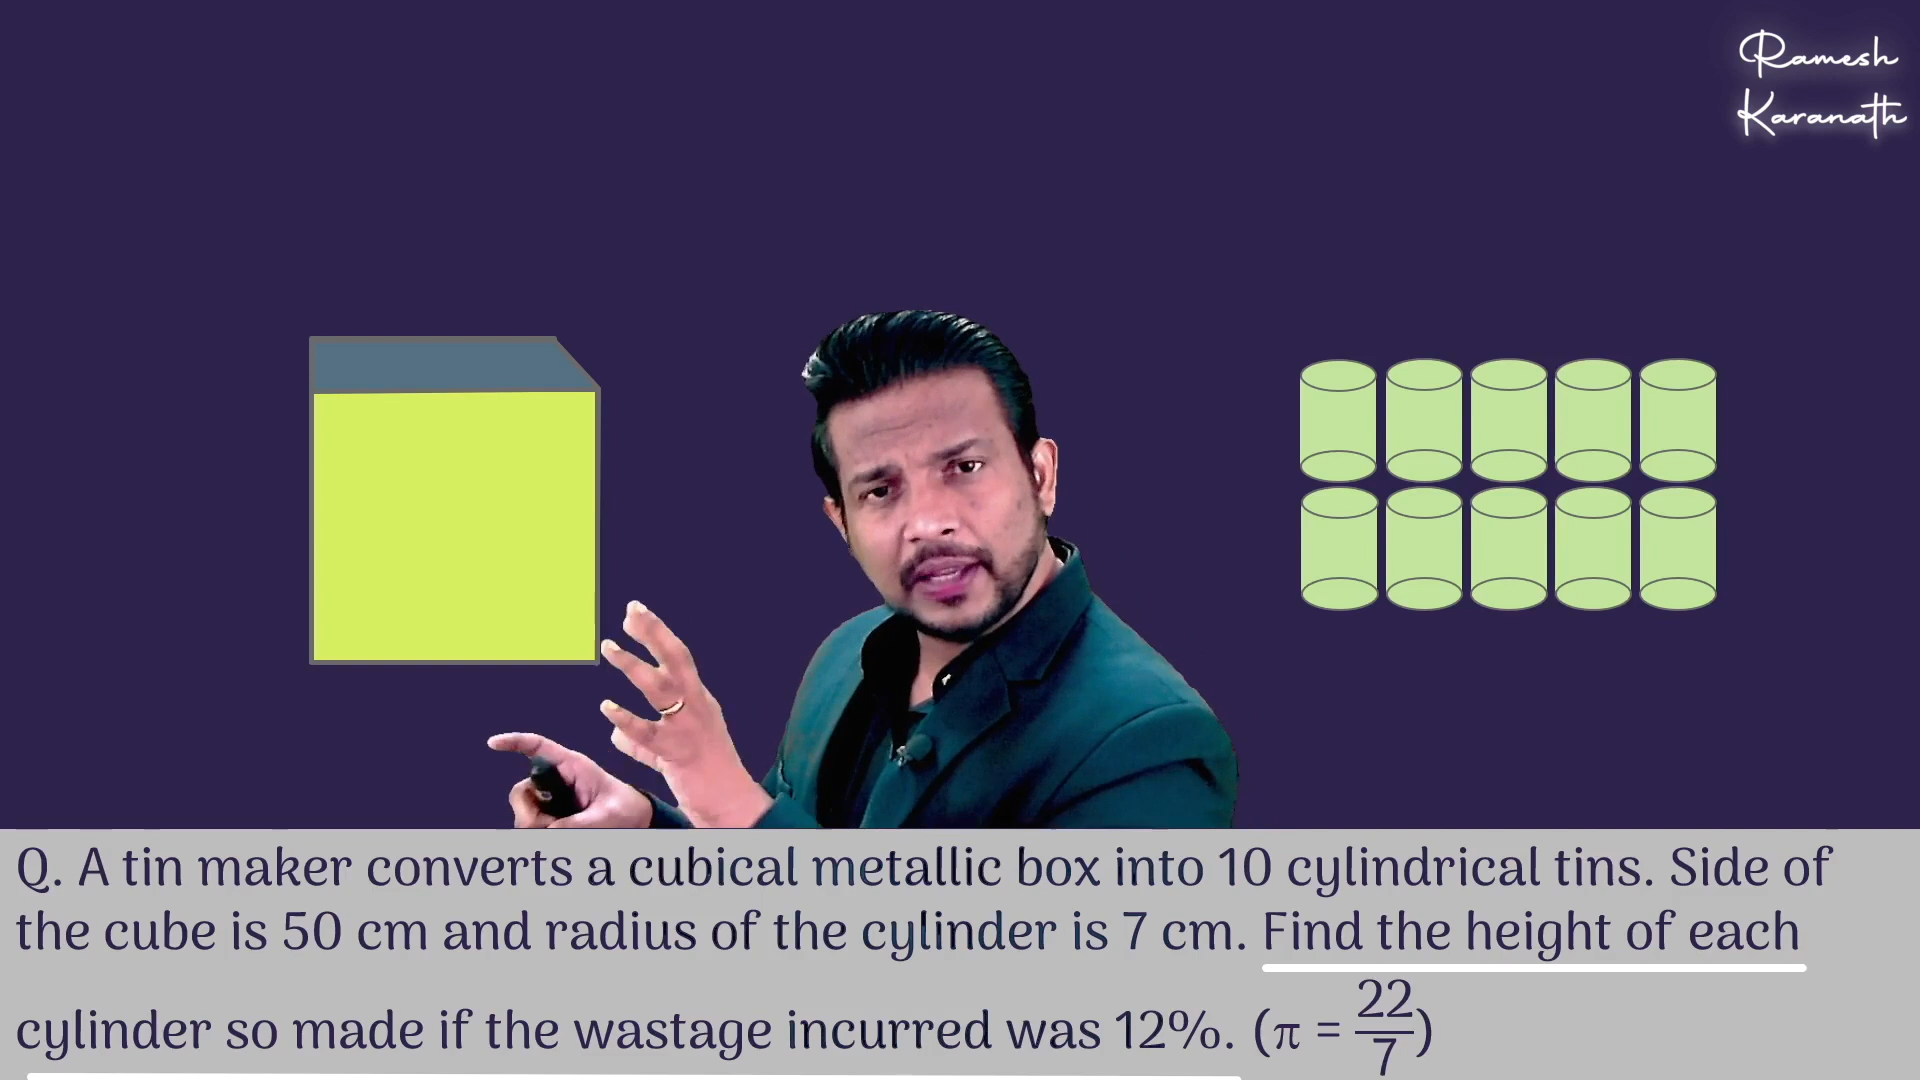 Ramesh
Karanath
Q. A tin maker converts a cubical metallic box into 10 cylindrical tins. Side of
the cube is 50 cm and radius of the cylinder is 7 cm. Find the height of each
cylinder so made if the wastage incurred was 12%. (π = 22/7)